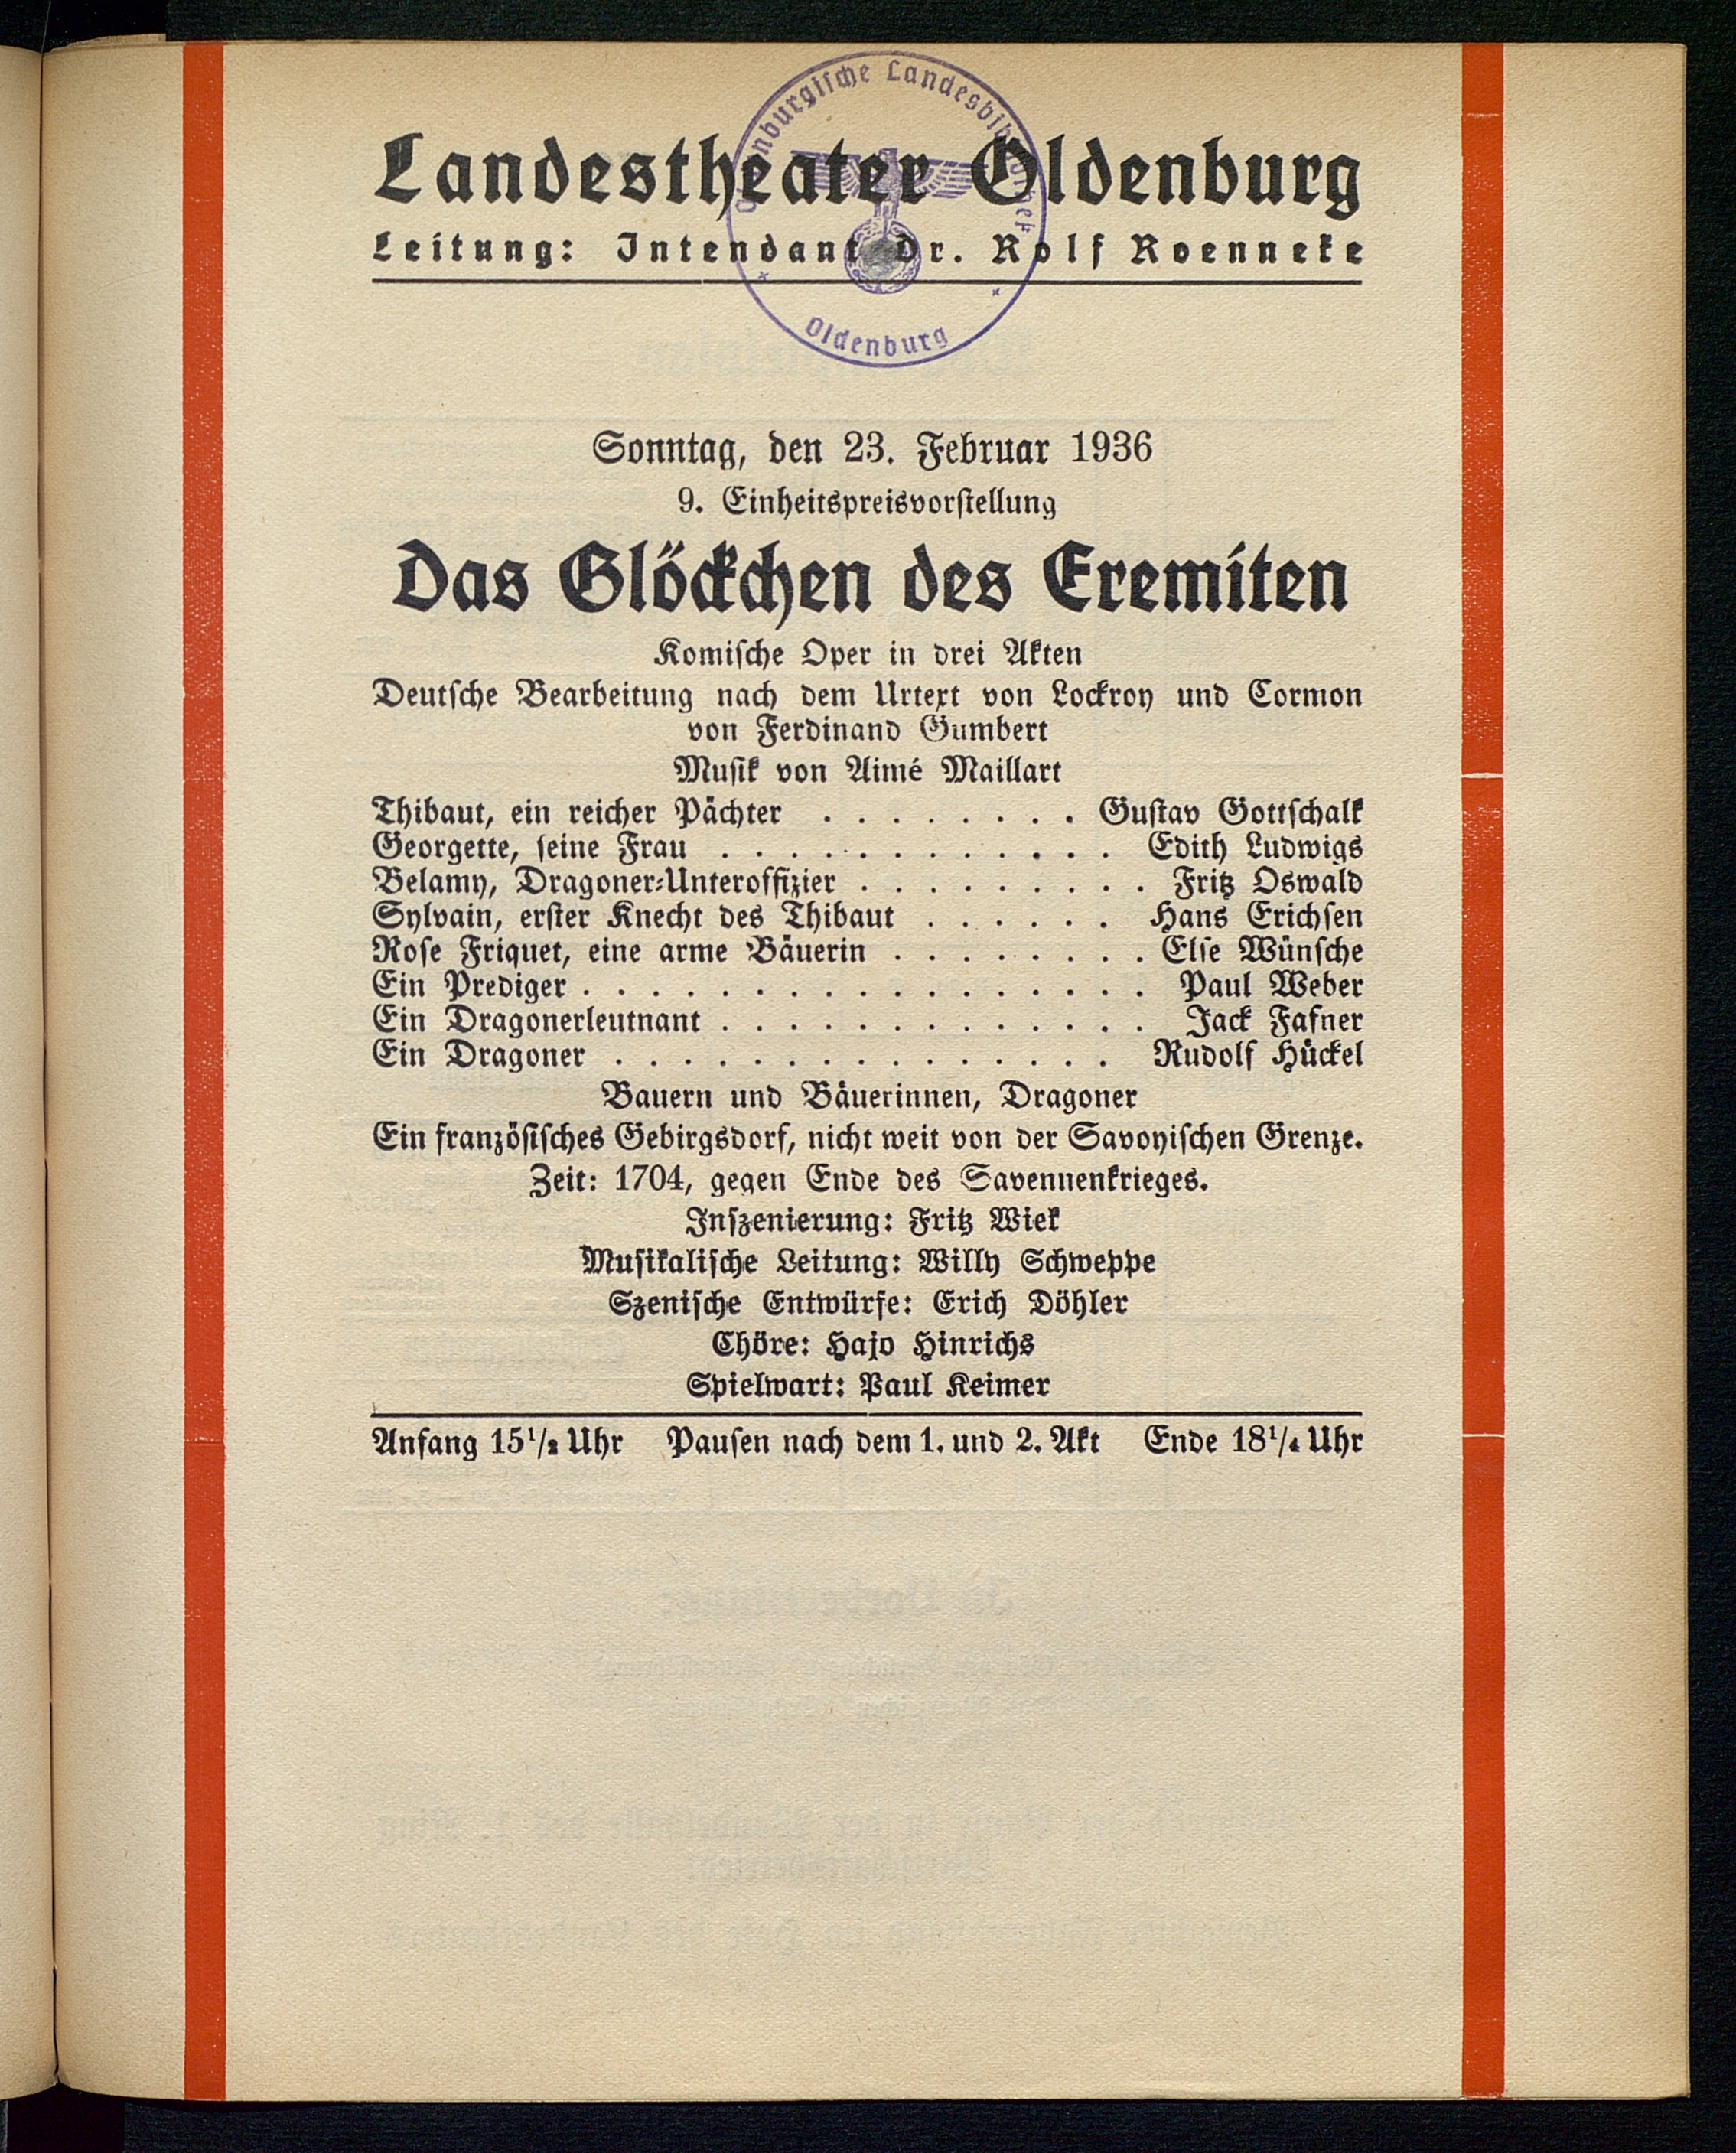 Landestheater Oldenburg
Leitung: Intendant Dr. Rolf Roenneke
Oldenburgische Landesbibliothek
Oldenburg
Sonntag, den 23. Februar 1936
9. Einheitspreisvorstellung
Das Glöckchen des Eremiten
Komische Oper in drei Akten
Deutsche Bearbeitung nach dem Urtext von Lockroy und Cormon
von Ferdinand Gumbert
Musik von Aimé Maillart
Thibaut, ein reicher Pächter . . . . . . . . Gustav Gottschalk
Georgette, seine Frau . . . . . . . . . . . . Edith Ludwigs
Belamy, Dragoner-Unteroffizier . . . . . . . . . Fritz Oswald
Sylvain, erster Knecht des Thibaut . . . . . . Hans Erichsen
Rose Friquet, eine arme Bäuerin . . . . . . . . Else Wünsche
Ein Prediger . . . . . . . . . . . . . . . . . Paul Weber
Ein Dragonerleutnant . . . . . . . . . . . . . Jack Fafner
Ein Dragoner . . . . . . . . . . . . . . . Rudolf Hückel
Bauern und Bäuerinnen, Dragoner
Ein französisches Gebirgsdorf, nicht weit von der Savoyischen Grenze.
Zeit: 1704, gegen Ende des Savennenkrieges.
Inszenierung: Fritz Wiek
Musikalische Leitung: Willy Schweppe
Szenische Entwürfe: Erich Döhler
Chöre: Hajo Hinrichs
Spielwart: Paul Keimer
Anfang 15¹/₂ Uhr Pausen nach dem 1. und 2. Akt Ende 18¹/₄ Uhr